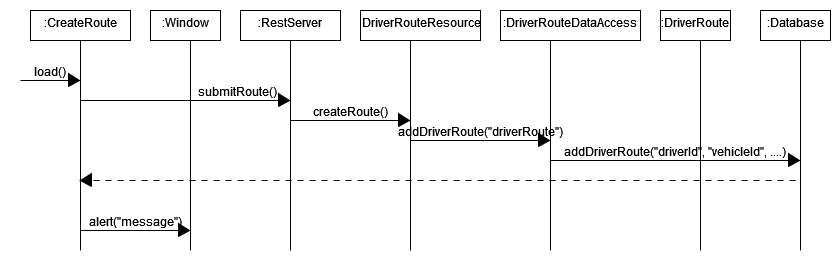 :CreateRoute
:Window
:RestServer
DriverRouteResource
:DriverRouteDataAccess
:DriverRoute
:Database
load()
submitRoute()
createRoute()
addDriverRoute("driverRoute")
addDriverRoute("driverId", "vehicleId", ....)
alert("message")